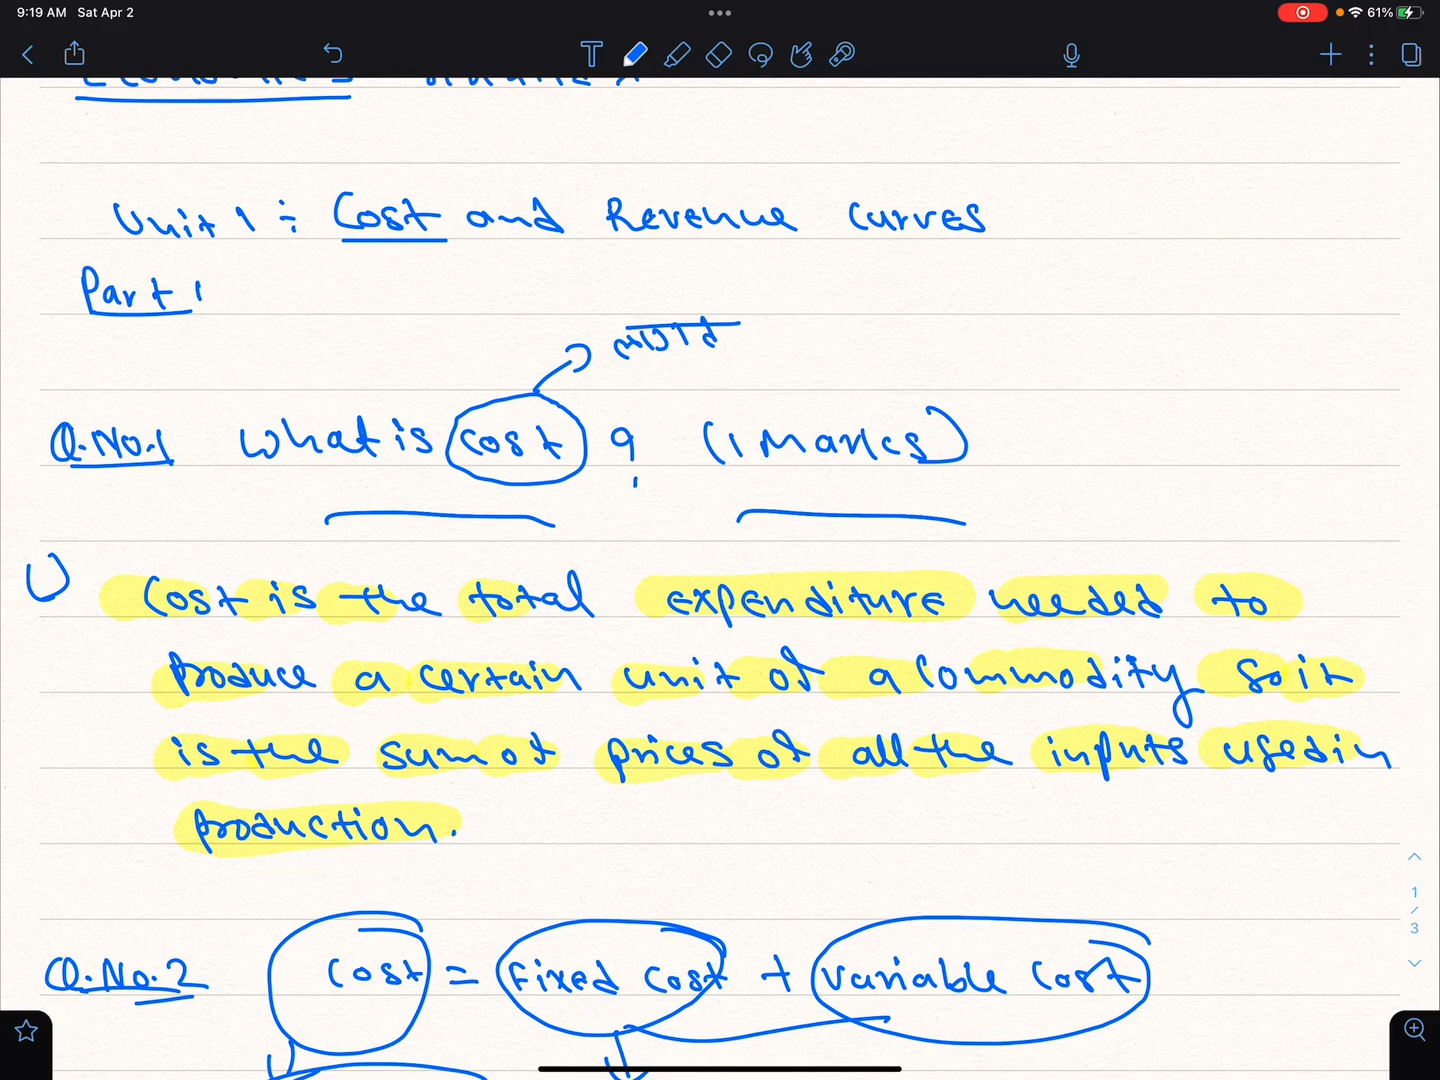 9:19 AM Sat Apr 2
61%
Unit 1 ÷ Cost and Revenue Curves
Part 1
लागत
Q.No.1 What is cost ? (1 Marks)
Cost is the total expenditure needed to
produce a certain unit of a commodity so it
is the sum of prices of all the inputs used in
production.
Q.No.2 Cost = Fixed Cost + Variable Cost
1
/
3